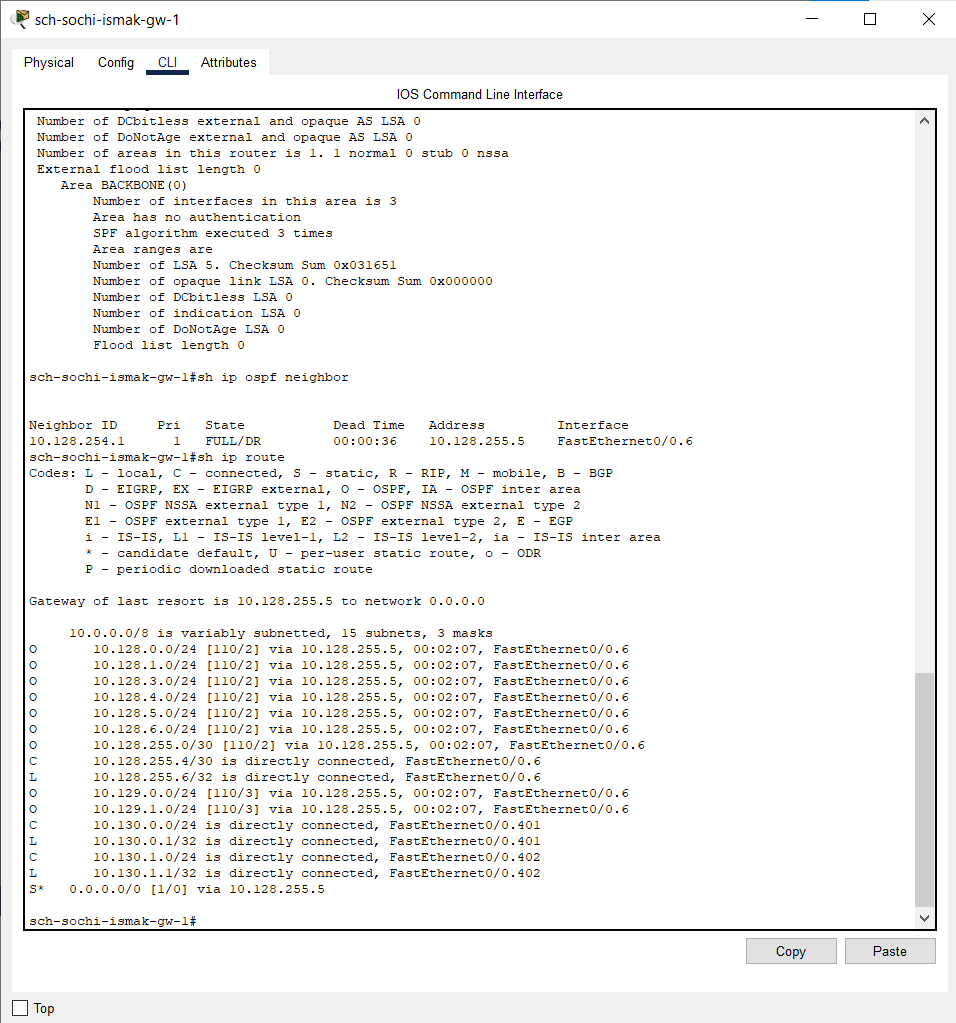 sch-sochi-ismak-gw-1
Physical Config CLI Attributes
IOS Command Line Interface
Number of DCbitless external and opaque AS LSA 0
Number of DoNotAge external and opaque AS LSA 0
Number of areas in this router is 1. 1 normal 0 stub 0 nssa
External flood list length 0
Area BACKBONE(0)
Number of interfaces in this area is 3
Area has no authentication
SPF algorithm executed 3 times
Area ranges are
Number of LSA 5. Checksum Sum 0x031651
Number of opaque link LSA 0. Checksum Sum 0x000000
Number of DCbitless LSA 0
Number of indication LSA 0
Number of DoNotAge LSA 0
Flood list length 0
sch-sochi-ismak-gw-1#sh ip ospf neighbor
Neighbor ID Pri State Dead Time Address Interface
10.128.254.1 1 FULL/DR 00:00:36 10.128.255.5 FastEthernet0/0.6
sch-sochi-ismak-gw-1#sh ip route
Codes: L - local, C - connected, S - static, R - RIP, M - mobile, B - BGP
D - EIGRP, EX - EIGRP external, O - OSPF, IA - OSPF inter area
N1 - OSPF NSSA external type 1, N2 - OSPF NSSA external type 2
E1 - OSPF external type 1, E2 - OSPF external type 2, E - EGP
i - IS-IS, L1 - IS-IS level-1, L2 - IS-IS level-2, ia - IS-IS inter area
* - candidate default, U - per-user static route, o - ODR
P - periodic downloaded static route
Gateway of last resort is 10.128.255.5 to network 0.0.0.0
10.0.0.0/8 is variably subnetted, 15 subnets, 3 masks
O 10.128.0.0/24 [110/2] via 10.128.255.5, 00:02:07, FastEthernet0/0.6
O 10.128.1.0/24 [110/2] via 10.128.255.5, 00:02:07, FastEthernet0/0.6
O 10.128.3.0/24 [110/2] via 10.128.255.5, 00:02:07, FastEthernet0/0.6
O 10.128.4.0/24 [110/2] via 10.128.255.5, 00:02:07, FastEthernet0/0.6
O 10.128.5.0/24 [110/2] via 10.128.255.5, 00:02:07, FastEthernet0/0.6
O 10.128.6.0/24 [110/2] via 10.128.255.5, 00:02:07, FastEthernet0/0.6
O 10.128.255.0/30 [110/2] via 10.128.255.5, 00:02:07, FastEthernet0/0.6
C 10.128.255.4/30 is directly connected, FastEthernet0/0.6
L 10.128.255.6/32 is directly connected, FastEthernet0/0.6
O 10.129.0.0/24 [110/3] via 10.128.255.5, 00:02:07, FastEthernet0/0.6
O 10.129.1.0/24 [110/3] via 10.128.255.5, 00:02:07, FastEthernet0/0.6
C 10.130.0.0/24 is directly connected, FastEthernet0/0.401
L 10.130.0.1/32 is directly connected, FastEthernet0/0.401
C 10.130.1.0/24 is directly connected, FastEthernet0/0.402
L 10.130.1.1/32 is directly connected, FastEthernet0/0.402
S* 0.0.0.0/0 [1/0] via 10.128.255.5
sch-sochi-ismak-gw-1#
Copy Paste
Top